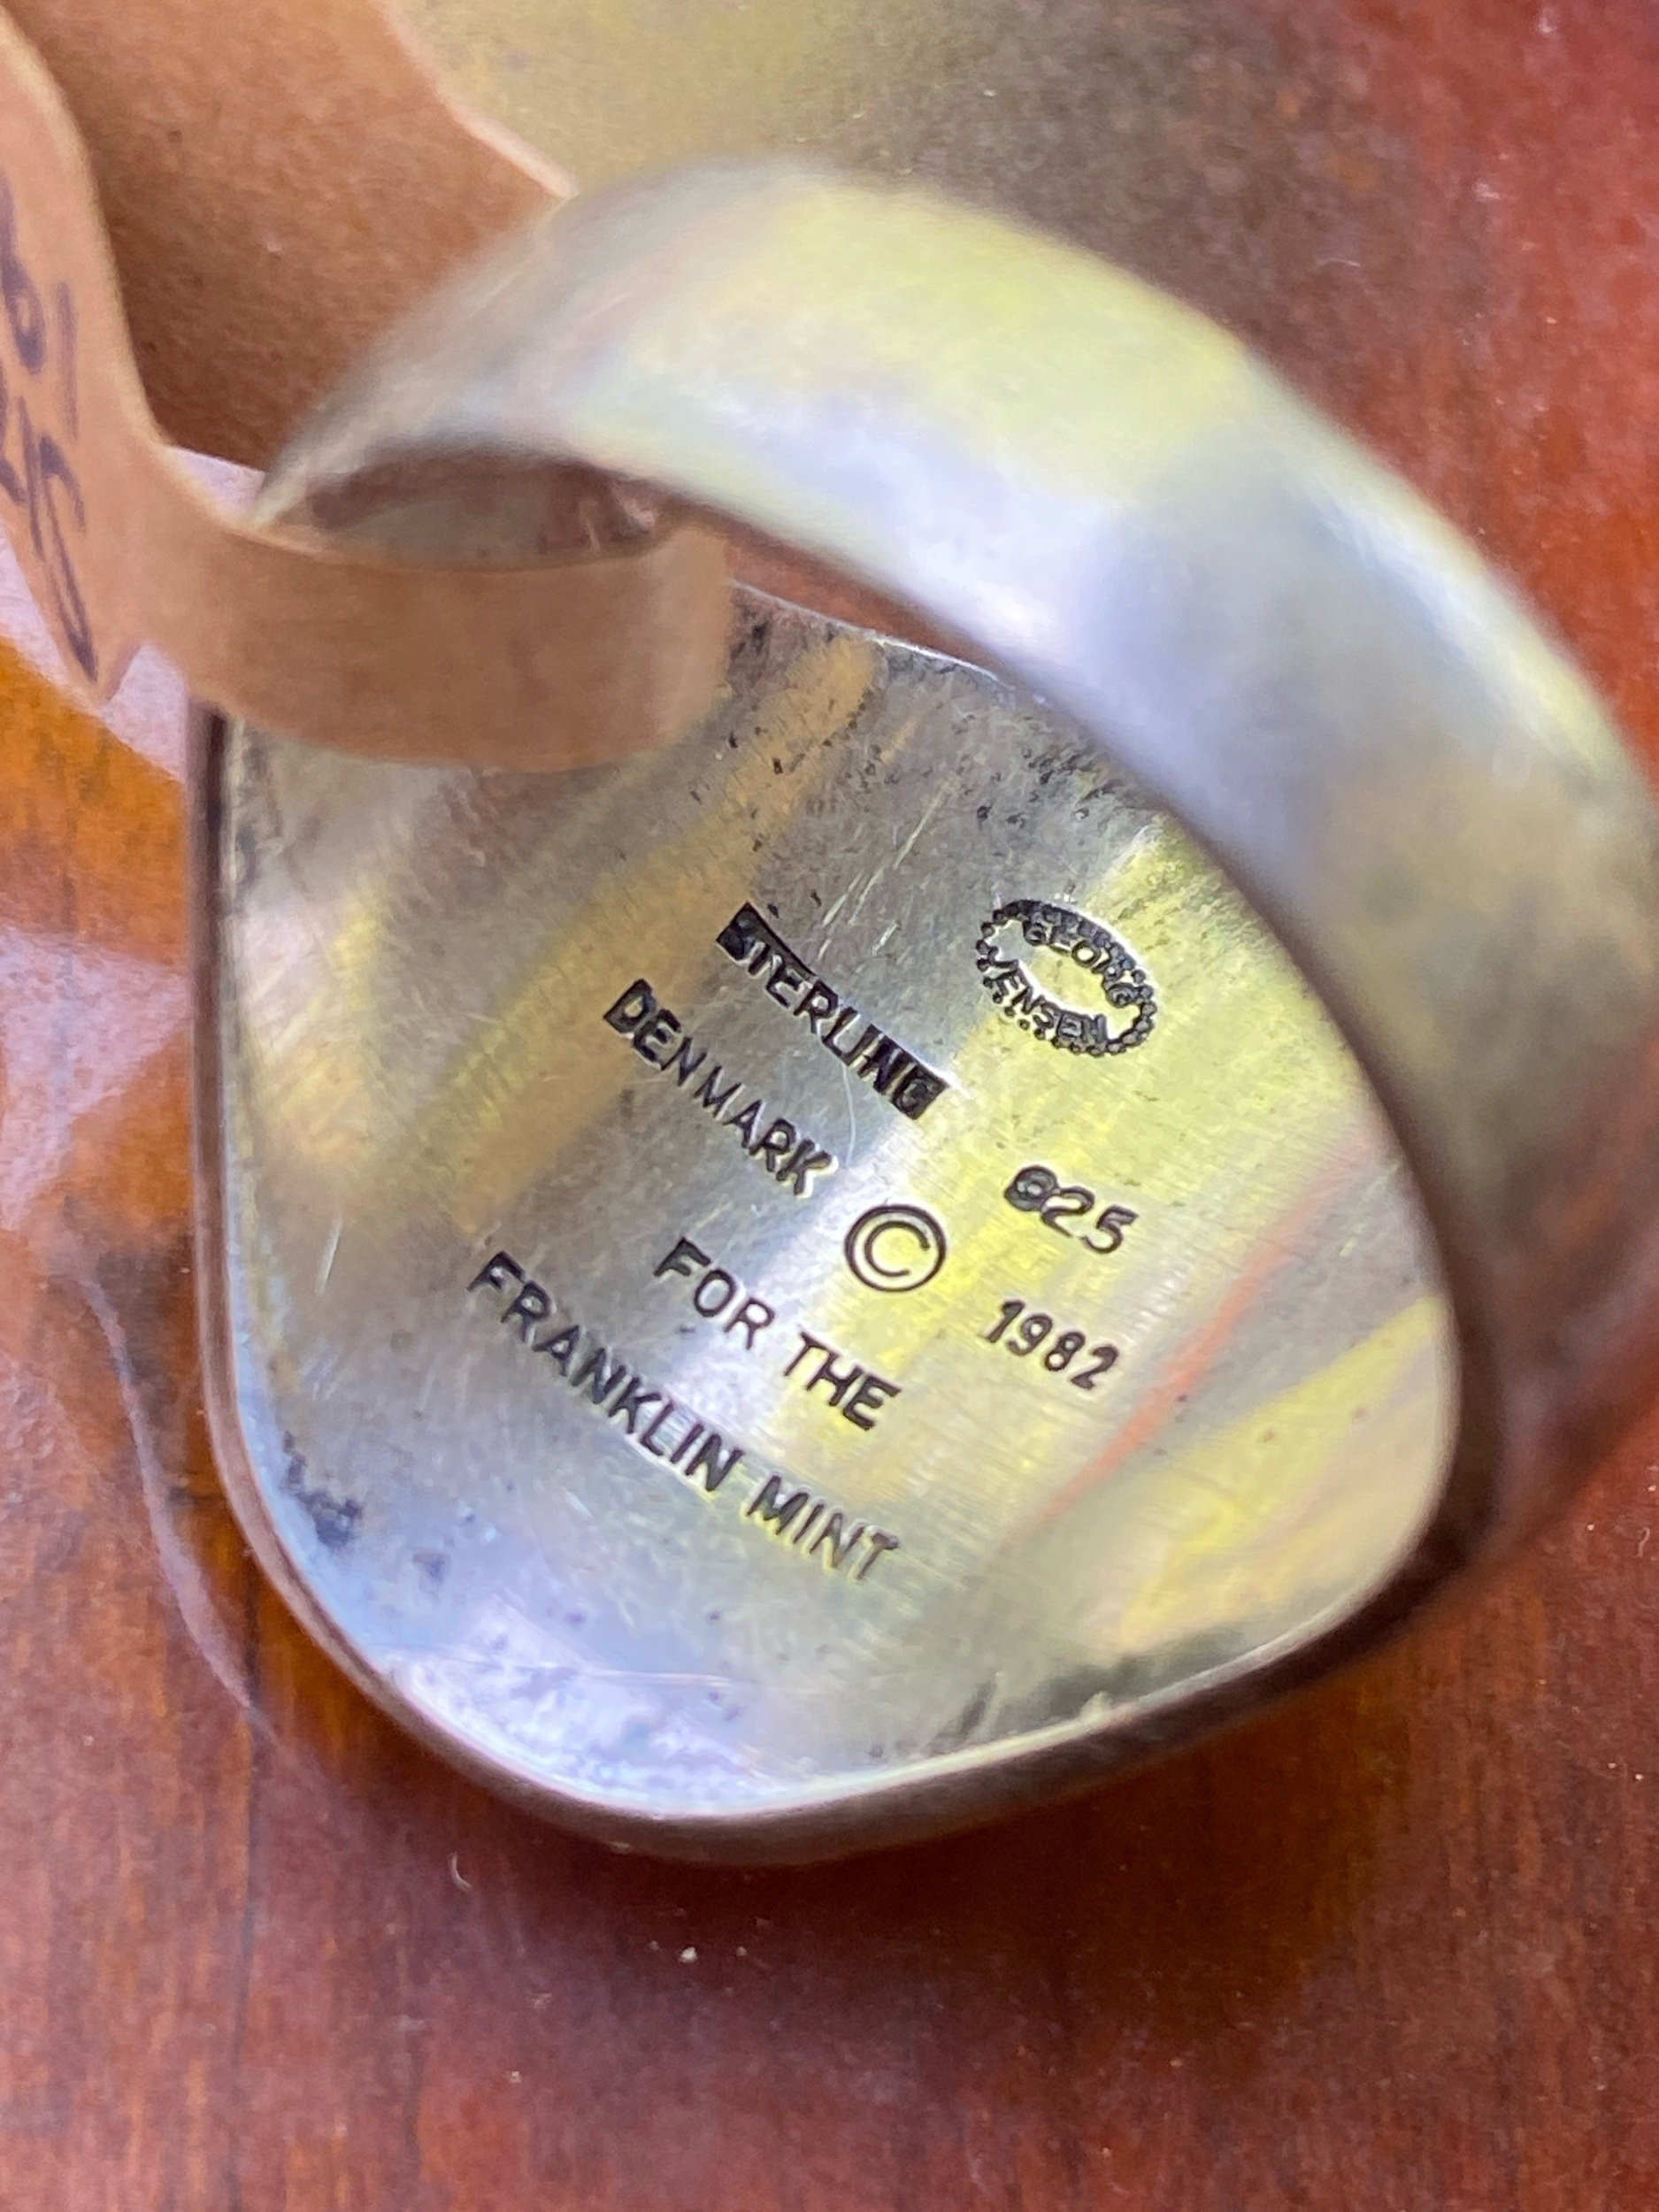 GEORG
JENSEN
STERLING
DENMARK
925
© 1982
FOR THE
FRANKLIN MINT